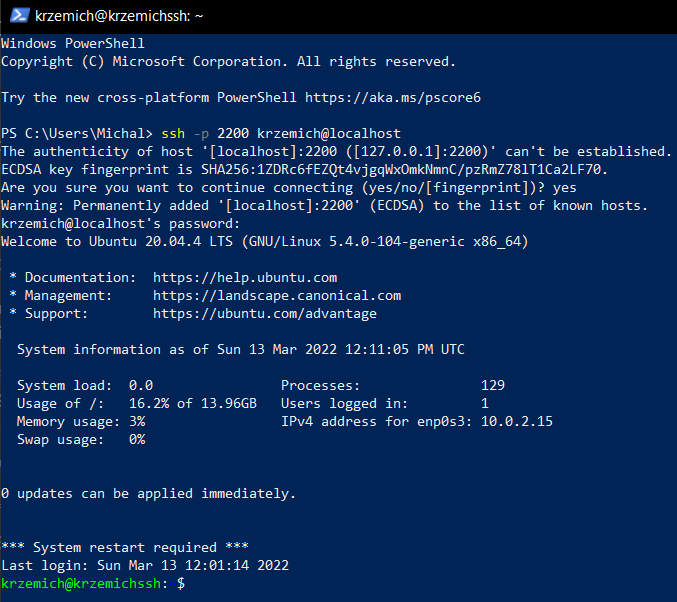 krzemich@krzemichssh: ~
Windows PowerShell
Copyright (C) Microsoft Corporation. All rights reserved.
Try the new cross-platform PowerShell https://aka.ms/pscore6
PS C:\Users\Michal> ssh -p 2200 krzemich@localhost
The authenticity of host '[localhost]:2200 ([127.0.0.1]:2200)' can't be established.
ECDSA key fingerprint is SHA256:1ZDRc6fEZQt4vjgqWxOmkNmnC/pzRmZ78lT1Ca2LF70.
Are you sure you want to continue connecting (yes/no/[fingerprint])? yes
Warning: Permanently added '[localhost]:2200' (ECDSA) to the list of known hosts.
krzemich@localhost's password:
Welcome to Ubuntu 20.04.4 LTS (GNU/Linux 5.4.0-104-generic x86_64)
* Documentation:  https://help.ubuntu.com
* Management:     https://landscape.canonical.com
* Support:        https://ubuntu.com/advantage
System information as of Sun 13 Mar 2022 12:11:05 PM UTC
System load:  0.0                Processes:               129
Usage of /:   16.2% of 13.96GB   Users logged in:         1
Memory usage: 3%                 IPv4 address for enp0s3: 10.0.2.15
Swap usage:   0%
0 updates can be applied immediately.
*** System restart required ***
Last login: Sun Mar 13 12:01:14 2022
krzemich@krzemichssh:~$